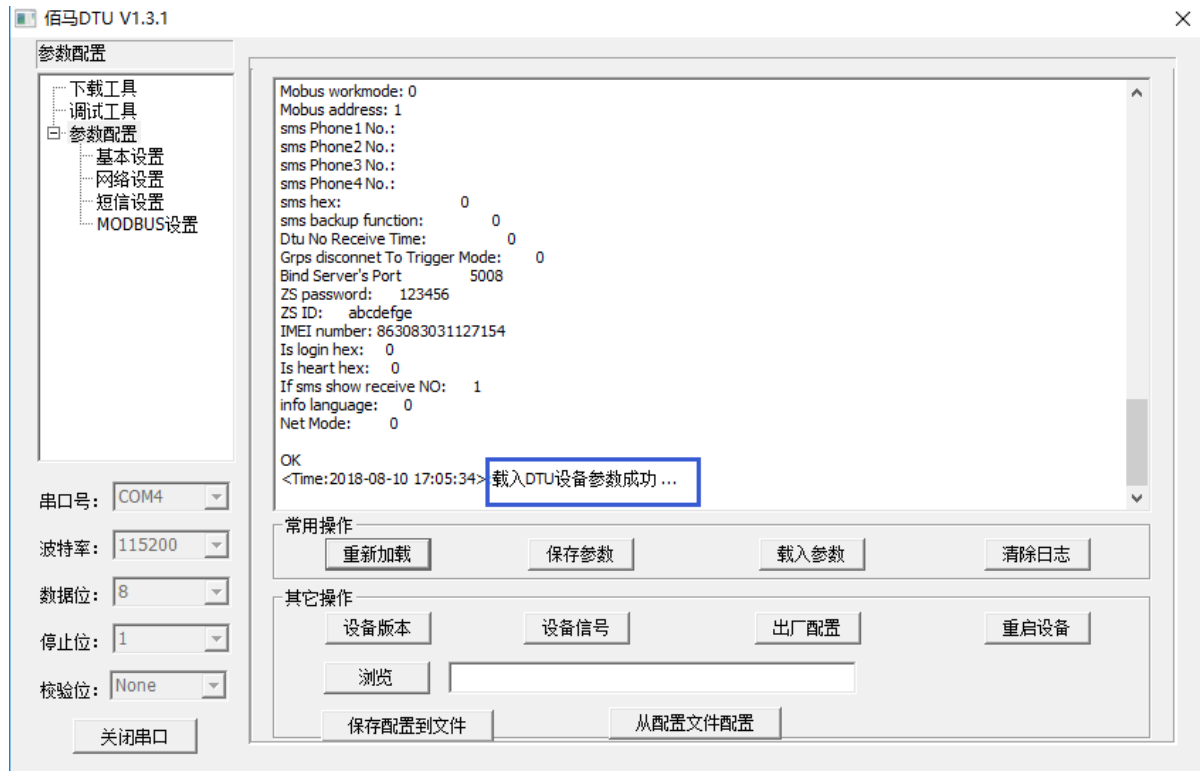 佰马DTU V1.3.1
参数配置
下载工具
调试工具
参数配置
基本设置
网络设置
短信设置
MODBUS设置
Mobus workmode: 0
Mobus address: 1
sms Phone1 No.:
sms Phone2 No.:
sms Phone3 No.:
sms Phone4 No.:
sms hex: 0
sms backup function: 0
Dtu No Receive Time: 0
Grps disconnet To Trigger Mode: 0
Bind Server's Port 5008
ZS password: 123456
ZS ID: abcdefge
IMEI number: 863083031127154
Is login hex: 0
Is heart hex: 0
If sms show receive NO: 1
info language: 0
Net Mode: 0
OK
<Time:2018-08-10 17:05:34> 载入DTU设备参数成功 ...
串口号: COM4
波特率: 115200
数据位: 8
停止位: 1
校验位: None
关闭串口
常用操作
重新加载 保存参数 载入参数 清除日志
其它操作
设备版本 设备信号 出厂配置 重启设备
浏览
保存配置到文件 从配置文件配置